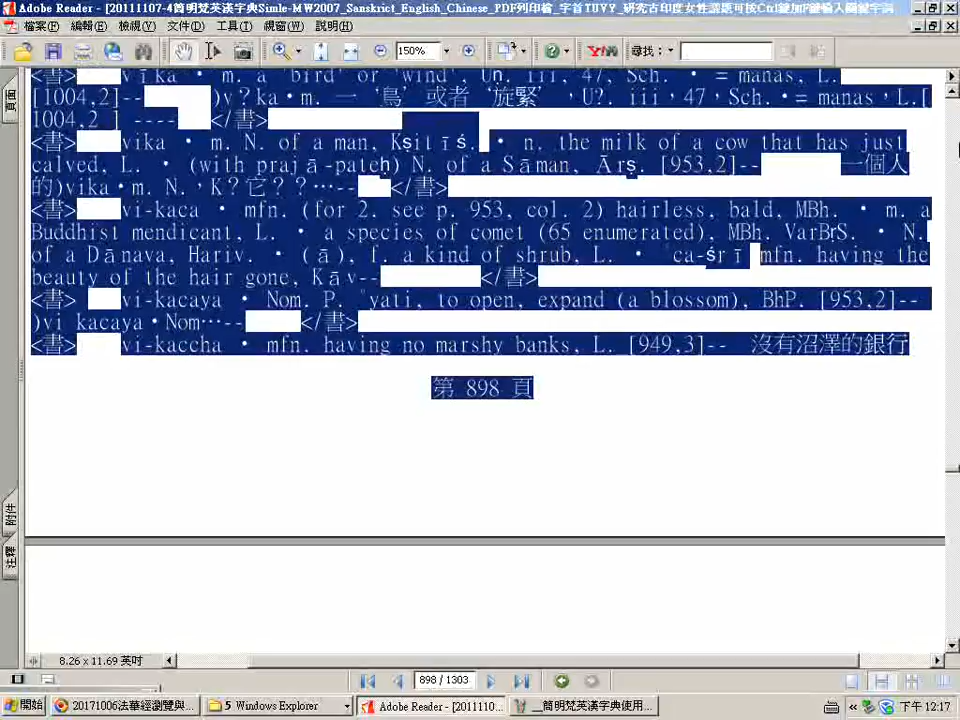 Adobe Reader - [20111107-4簡明梵英漢字典Simle-MW2007_Sanskrict_English_Chinese_PDF列印檔_字首TUVY_研究古印度女性議題可按Ctrl鍵加F鍵輸入關鍵字詞
檔案(F) 編輯(E) 檢視(V) 文件(D) 工具(T) 視窗(W) 說明(H)
150% 尋找：
頁面
<書> vīka ‧ m. a 'bird' or 'wind', Uṇ. iii, 47, Sch. ‧ = manas, L.
[1004,2]-- )v?ka‧m. 一‘鳥’或者‘旋緊’，U?. iii，47，Sch.‧= manas，L.[
1004,2 ] ---- </書>
<書> vika ‧ m. N. of a man, Kṣitīś. ‧ n. the milk of a cow that has just
calved, L. ‧ (with prajā-pateḥ) N. of a Sāman, Ārṣ. [953,2]-- 一個人
的)vika‧m. N.，K？它？？…-- </書>
<書> vi-kaca ‧ mfn. (for 2. see p. 953, col. 2) hairless, bald, MBh. ‧ m. a
Buddhist mendicant, L. ‧ a species of comet (65 enumerated), MBh, VarBṛS. ‧ N.
of a Dānava, Hariv. ‧ (ā), f. a kind of shrub, L. ‧ ca-śrī mfn. having the
beauty of the hair gone, Kāv-- </書>
<書> vi-kacaya ‧ Nom. P. ˚yati, to open, expand (a blossom), BhP. [953,2]--
)vi kacaya‧Nom…-- </書>
<書> vi-kaccha ‧ mfn. having no marshy banks, L. [949,3]-- 沒有沼澤的銀行
第 898 頁
附件
注釋
8.26 x 11.69 英吋
898 / 1303
開始 20171006法華經瀏覽與... 5 Windows Explorer Adobe Reader - [2011110... __簡明梵英漢字典使用... 下午 12:17